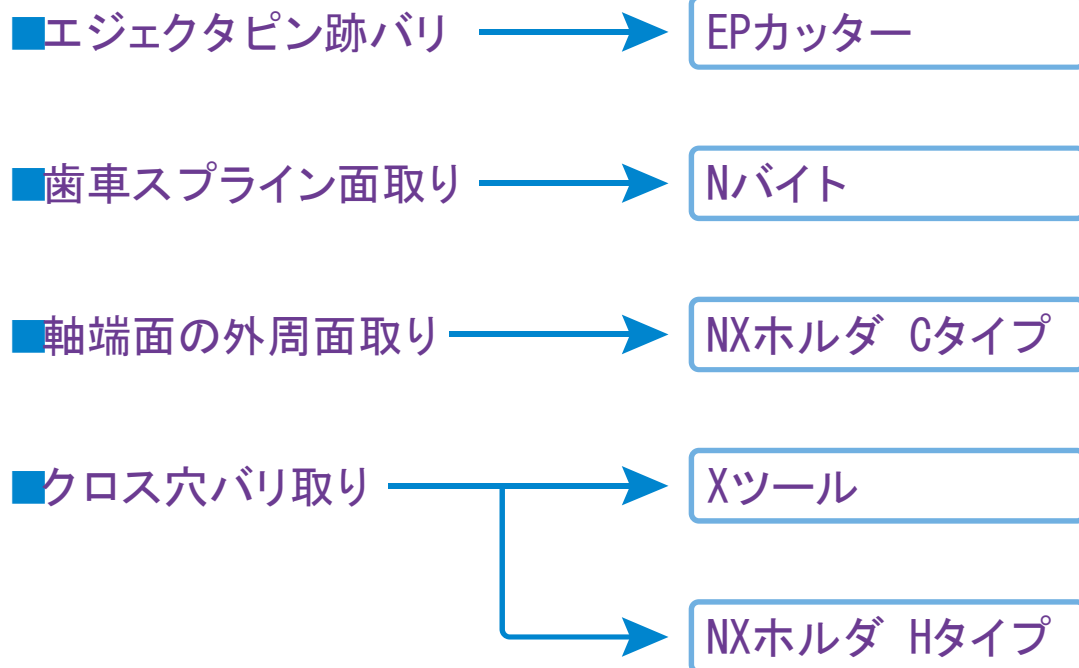 ■エジェクタピン跡バリ
EPカッター
■歯車スプライン面取り
Nバイト
■軸端面の外周面取り
NXホルダ Cタイプ
■クロス穴バリ取り
Xツール
NXホルダ Hタイプ